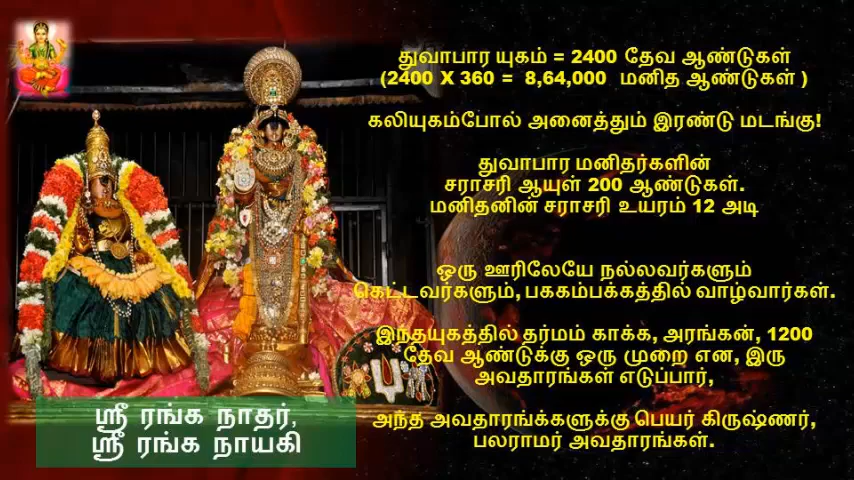 துவாபார யுகம் = 2400 தேவ ஆண்டுகள்
(2400 X 360 = 8,64,000 மனித ஆண்டுகள் )
கலியுகம்போல் அனைத்தும் இரண்டு மடங்கு!
துவாபார மனிதர்களின்
சராசரி ஆயுள் 200 ஆண்டுகள்.
மனிதனின் சராசரி உயரம் 12 அடி
ஒரு ஊரிலேயே நல்லவர்களும்
கெட்டவர்களும், பககம்பக்கத்தில் வாழ்வார்கள்.
இந்தயுகத்தில் தர்மம் காக்க, அரங்கன், 1200
தேவ ஆண்டுக்கு ஒரு முறை என, இரு
அவதாரங்கள் எடுப்பார்,
அந்த அவதாரங்க்களுக்கு பெயர் கிருஷ்ணர்,
பலராமர் அவதாரங்கள்.
ஸ்ரீ ரங்க நாதர்,
ஸ்ரீ ரங்க நாயகி